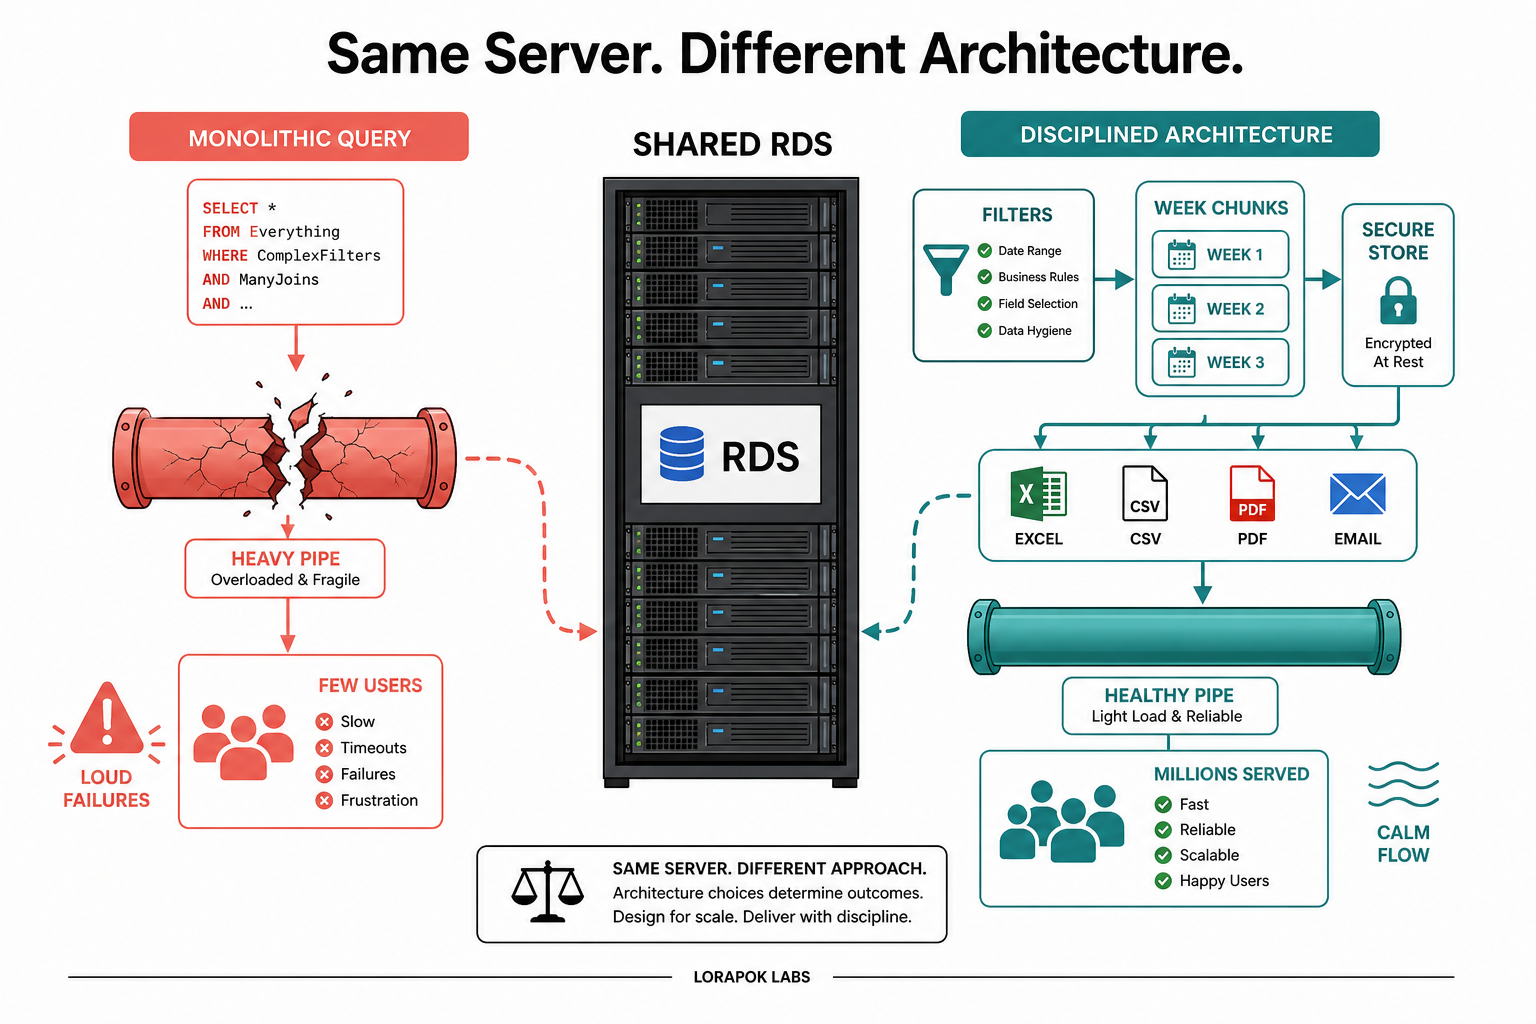 Same Server. Different Architecture.
MONOLITHIC QUERY
SELECT *
FROM Everything
WHERE ComplexFilters
AND ManyJoins
AND ...
HEAVY PIPE
Overloaded & Fragile
LOUD
FAILURES
FEW USERS
Slow
Timeouts
Failures
Frustration
SHARED RDS
RDS
DISCIPLINED ARCHITECTURE
FILTERS
Date Range
Business Rules
Field Selection
Data Hygiene
WEEK CHUNKS
WEEK 1
WEEK 2
WEEK 3
SECURE
STORE
Encrypted
At Rest
X
EXCEL
CSV
CSV
PDF
PDF
EMAIL
HEALTHY PIPE
Light Load & Reliable
MILLIONS SERVED
Fast
Reliable
Scalable
Happy Users
CALM
FLOW
SAME SERVER. DIFFERENT APPROACH.
Architecture choices determine outcomes.
Design for scale. Deliver with discipline.
LORAPOK LABS